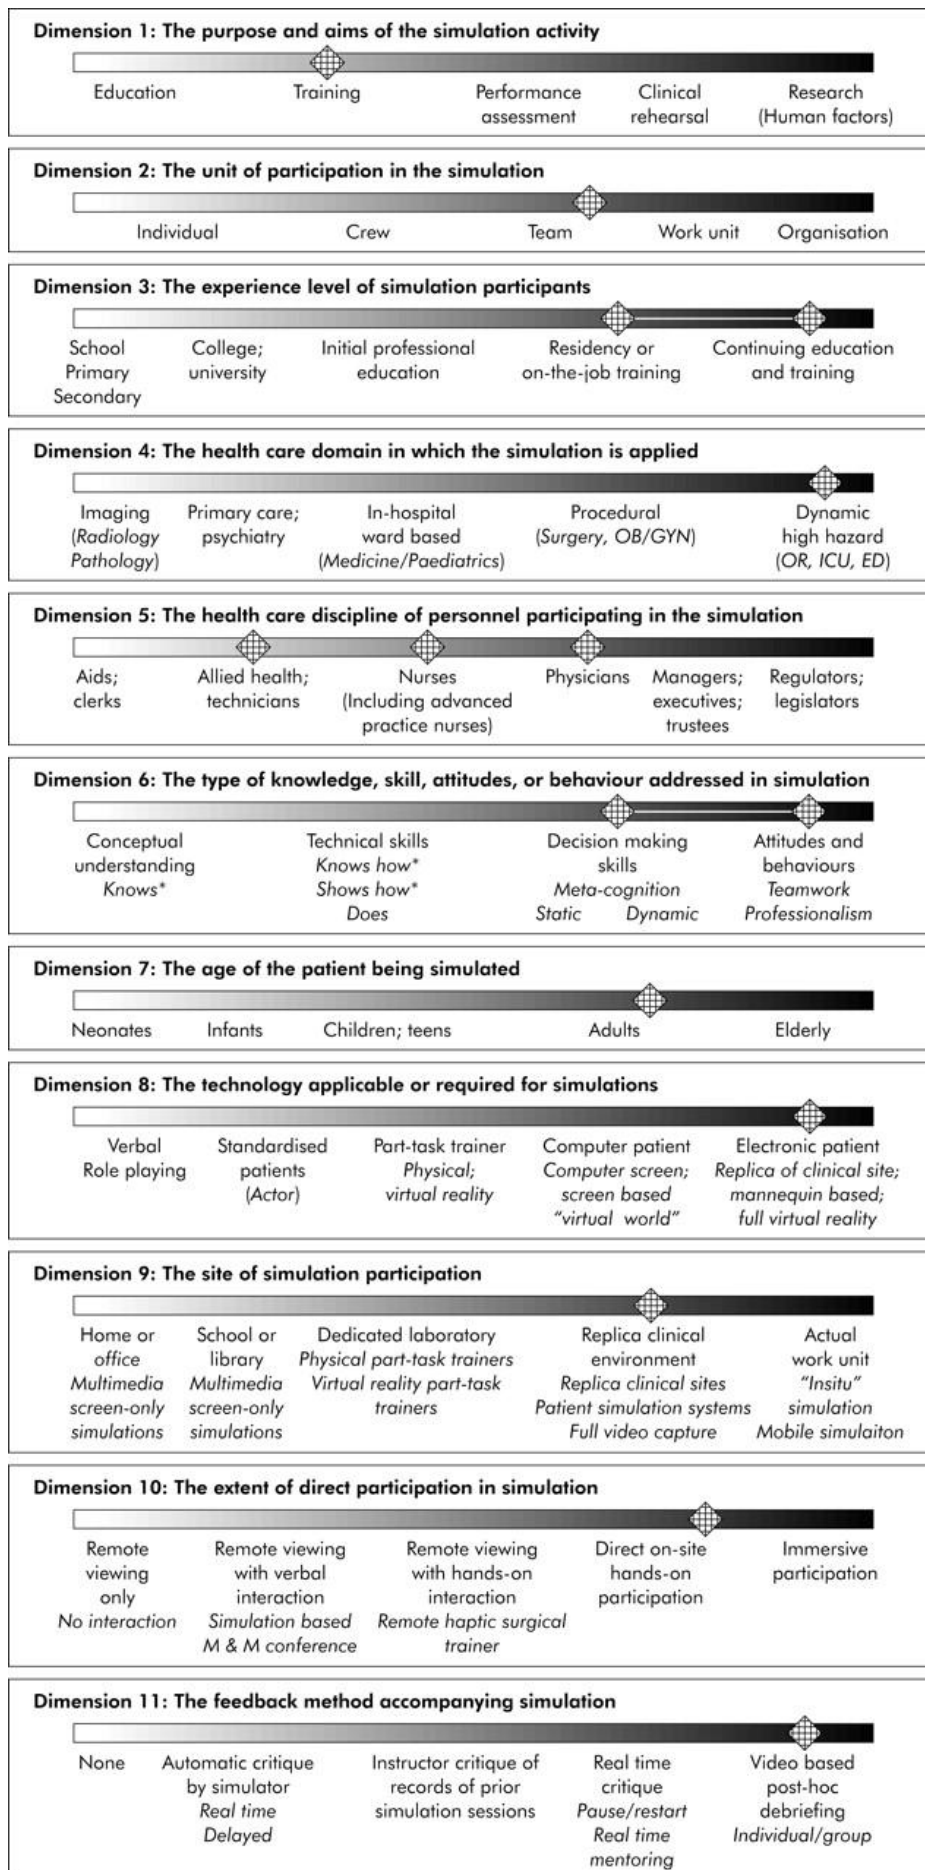 Dimension 1: The purpose and aims of the simulation activity
Education Training Performance Clinical Research
assessment rehearsal (Human factors)
Dimension 2: The unit of participation in the simulation
Individual Crew Team Work unit Organisation
Dimension 3: The experience level of simulation participants
School College; Initial professional Residency or Continuing education
Primary university education on-the-job training and training
Secondary
Dimension 4: The health care domain in which the simulation is applied
Imaging Primary care; In-hospital Procedural Dynamic
(Radiology psychiatry ward based (Surgery, OB/GYN) high hazard
Pathology) (Medicine/Paediatrics) (OR, ICU, ED)
Dimension 5: The health care discipline of personnel participating in the simulation
Aids; Allied health; Nurses Physicians Managers; Regulators;
clerks technicians (Including advanced executives; legislators
practice nurses) trustees
Dimension 6: The type of knowledge, skill, attitudes, or behaviour addressed in simulation
Conceptual Technical skills Decision making Attitudes and
understanding Knows how* skills behaviours
Knows* Shows how* Meta-cognition Teamwork
Does Static Dynamic Professionalism
Dimension 7: The age of the patient being simulated
Neonates Infants Children; teens Adults Elderly
Dimension 8: The technology applicable or required for simulations
Verbal Standardised Part-task trainer Computer patient Electronic patient
Role playing patients Physical; Computer screen; Replica of clinical site;
(Actor) virtual reality screen based mannequin based;
"virtual world" full virtual reality
Dimension 9: The site of simulation participation
Home or School or Dedicated laboratory Replica clinical Actual
office library Physical part-task trainers environment work unit
Multimedia Multimedia Virtual reality part-task Replica clinical sites "Insitu"
screen-only screen-only trainers Patient simulation systems simulation
simulations simulations Full video capture Mobile simulaiton
Dimension 10: The extent of direct participation in simulation
Remote Remote viewing Remote viewing Direct on-site Immersive
viewing with verbal with hands-on hands-on participation
only interaction interaction participation
No interaction Simulation based Remote haptic surgical
M & M conference trainer
Dimension 11: The feedback method accompanying simulation
None Automatic critique Instructor critique of Real time Video based
by simulator records of prior critique post-hoc
Real time simulation sessions Pause/restart debriefing
Delayed Real time Individual/group
mentoring